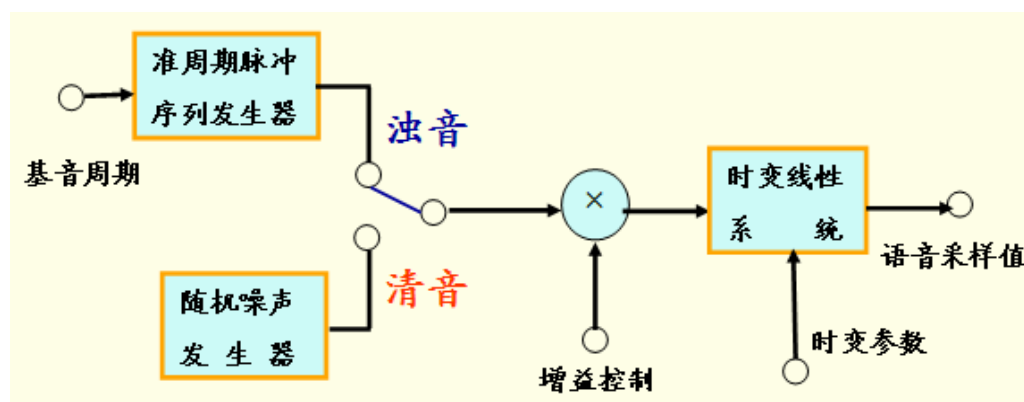 准周期脉冲
序列发生器
浊音
基音周期
×
时变线性
系 统
语音采样值
清音
随机噪声
发 生 器
增益控制
时变参数